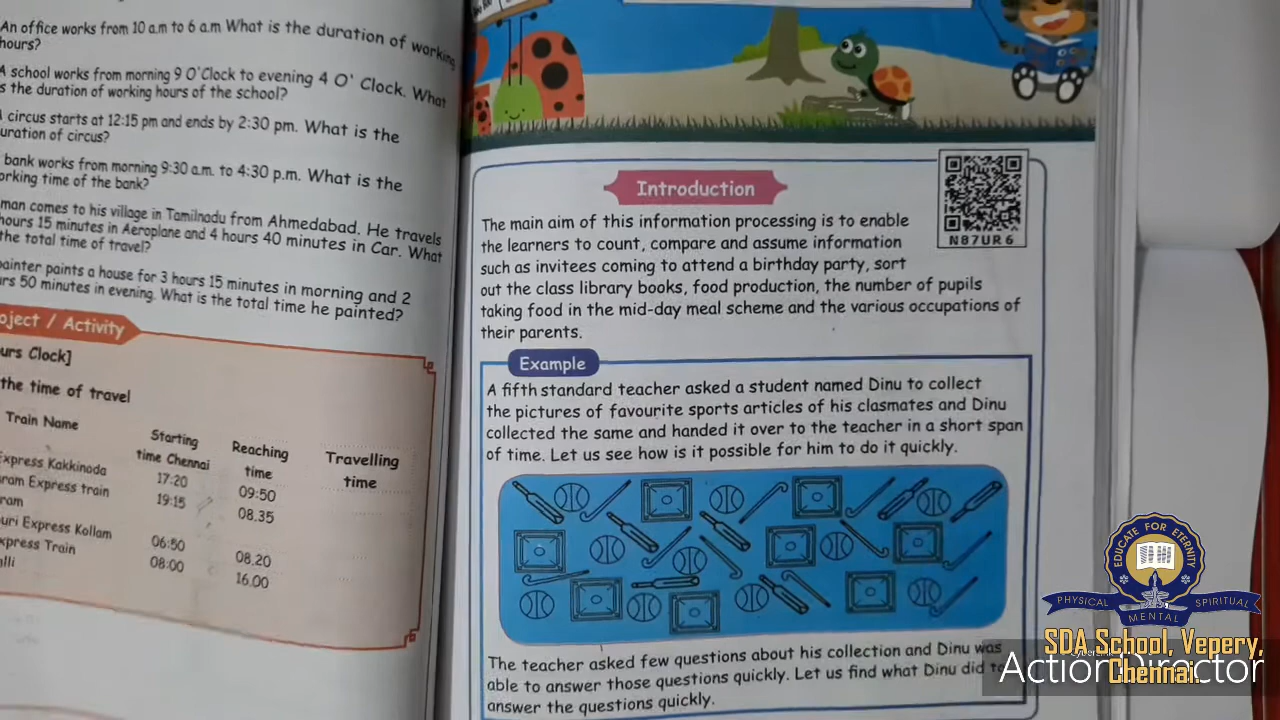 An office works from 10 a.m to 6 a.m What is the duration of working
hours?
A school works from morning 9 O'Clock to evening 4 O' Clock. What
s the duration of working hours of the school?
circus starts at 12:15 pm and ends by 2:30 pm. What is the
uration of circus?
bank works from morning 9:30 a.m. to 4:30 p.m. What is the
orking time of the bank?
man comes to his village in Tamilnadu from Ahmedabad. He travels
hours 15 minutes in Aeroplane and 4 hours 40 minutes in Car. What
the total time of travel?
painter paints a house for 3 hours 15 minutes in morning and 2
urs 50 minutes in evening. What is the total time he painted?
oject / Activity
urs Clock]
the time of travel
Train Name
Starting
time Chennai
Reaching
time
Travelling
time
Express Kakkinoda
17:20
09:50
ram Express train
19:15
08.35
ram
uri Express Kollam
06:50
08.20
xpress Train
08:00
16.00
alli
Introduction
N87UR6
The main aim of this information processing is to enable
the learners to count, compare and assume information
such as invitees coming to attend a birthday party, sort
out the class library books, food production, the number of pupils
taking food in the mid-day meal scheme and the various occupations of
their parents.
Example
A fifth standard teacher asked a student named Dinu to collect
the pictures of favourite sports articles of his clasmates and Dinu
collected the same and handed it over to the teacher in a short span
of time. Let us see how is it possible for him to do it quickly.
The teacher asked few questions about his collection and Dinu was
able to answer those questions quickly. Let us find what Dinu did to
answer the questions quickly.
EDUCATE FOR ETERNITY
PHYSICAL
MENTAL
SPIRITUAL
SDA School, Vepery,
Chennai.
ActionDirector